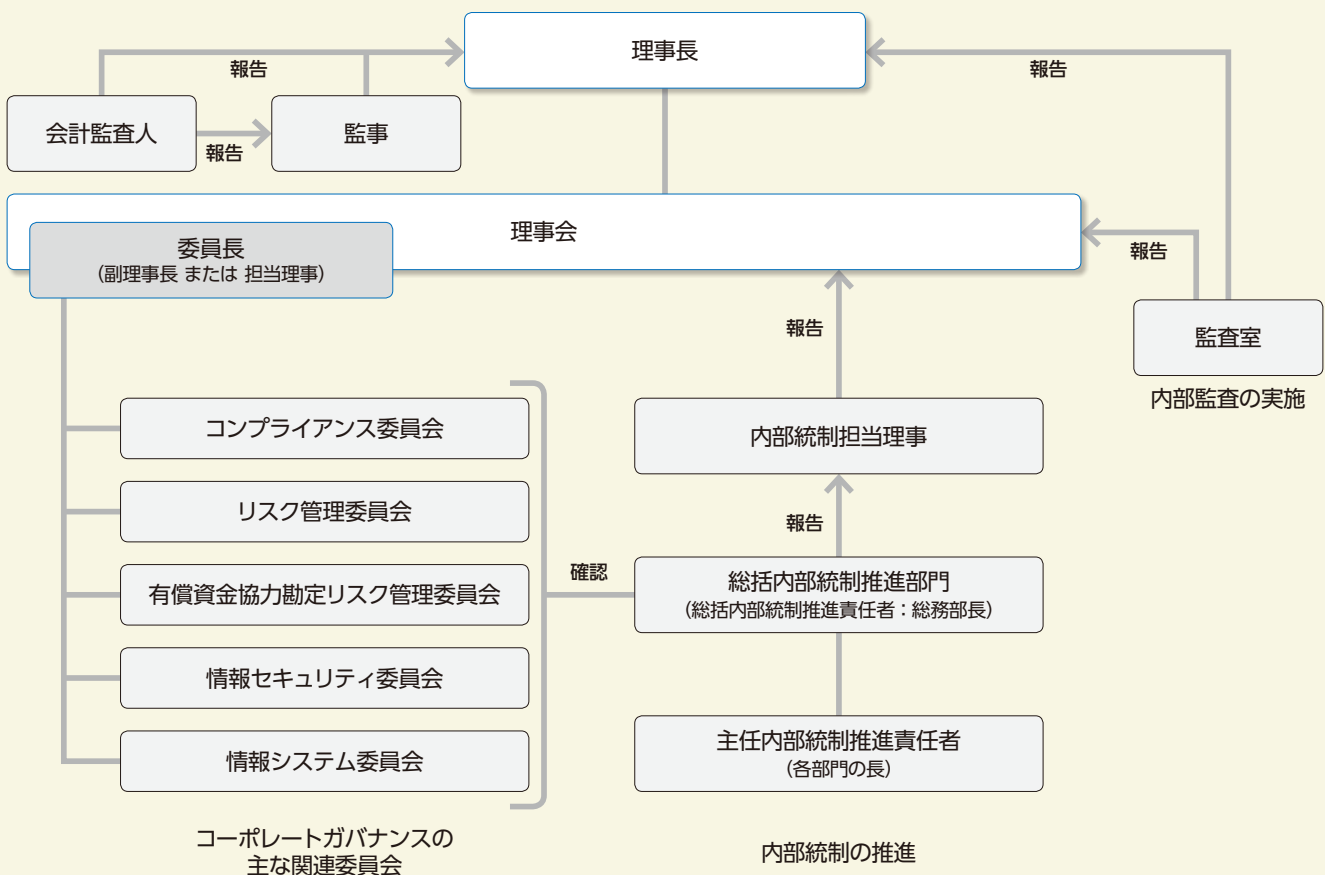 理事長
報告
報告
会計監査人
報告
監事
理事会
委員長
(副理事長 または 担当理事)
報告
監査室
内部監査の実施
報告
コンプライアンス委員会
内部統制担当理事
リスク管理委員会
報告
有償資金協力勘定リスク管理委員会
確認
総括内部統制推進部門
(総括内部統制推進責任者：総務部長)
情報セキュリティ委員会
主任内部統制推進責任者
(各部門の長)
情報システム委員会
コーポレートガバナンスの
主な関連委員会
内部統制の推進